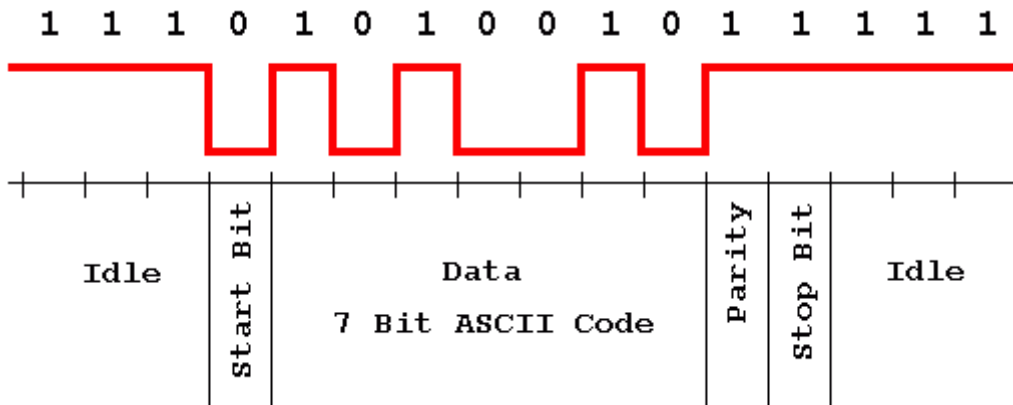 1 1 1 0 1 0 1 0 0 1 0 1 1 1 1 1
Idle
Start Bit
Data
7 Bit ASCII Code
Parity
Stop Bit
Idle